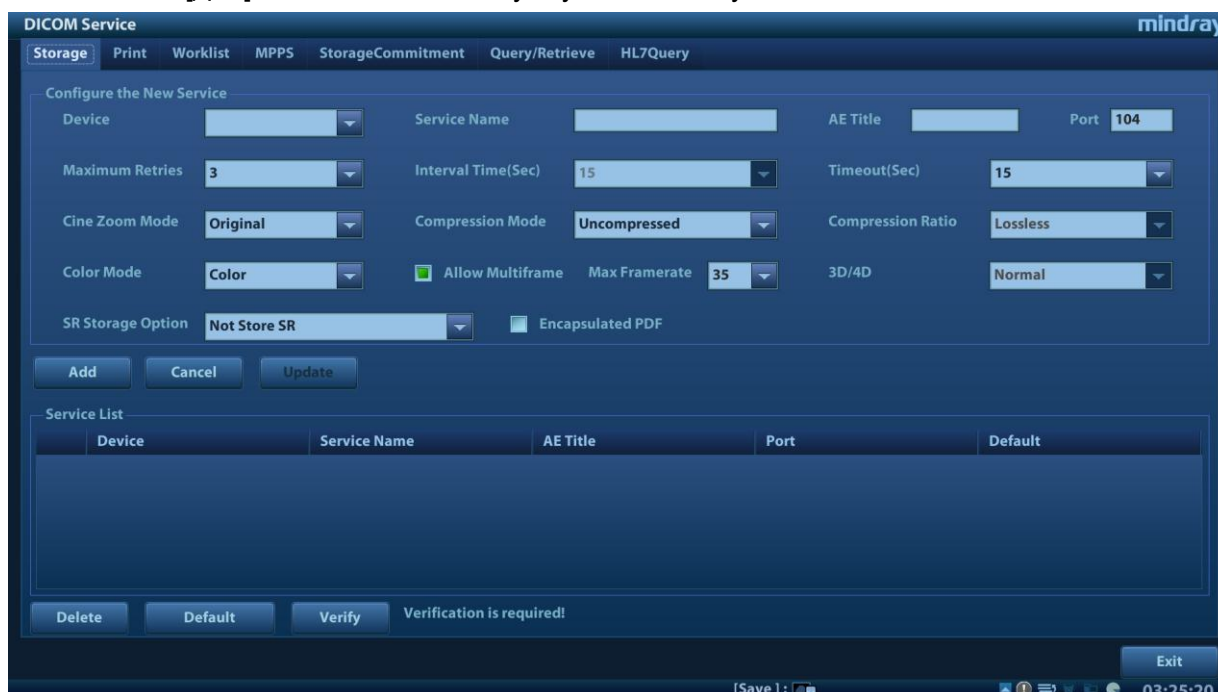 DICOM Service mindray
Storage Print Worklist MPPS StorageCommitment Query/Retrieve HL7Query
Configure the New Service
Device Service Name AE Title Port 104
Maximum Retries 3 Interval Time(Sec) 15 Timeout(Sec) 15
Cine Zoom Mode Original Compression Mode Uncompressed Compression Ratio Lossless
Color Mode Color Allow Multiframe Max Framerate 35 3D/4D Normal
SR Storage Option Not Store SR Encapsulated PDF
Add Cancel Update
Service List
Device Service Name AE Title Port Default
Delete Default Verify Verification is required!
Exit
[Save]: 03:25:20